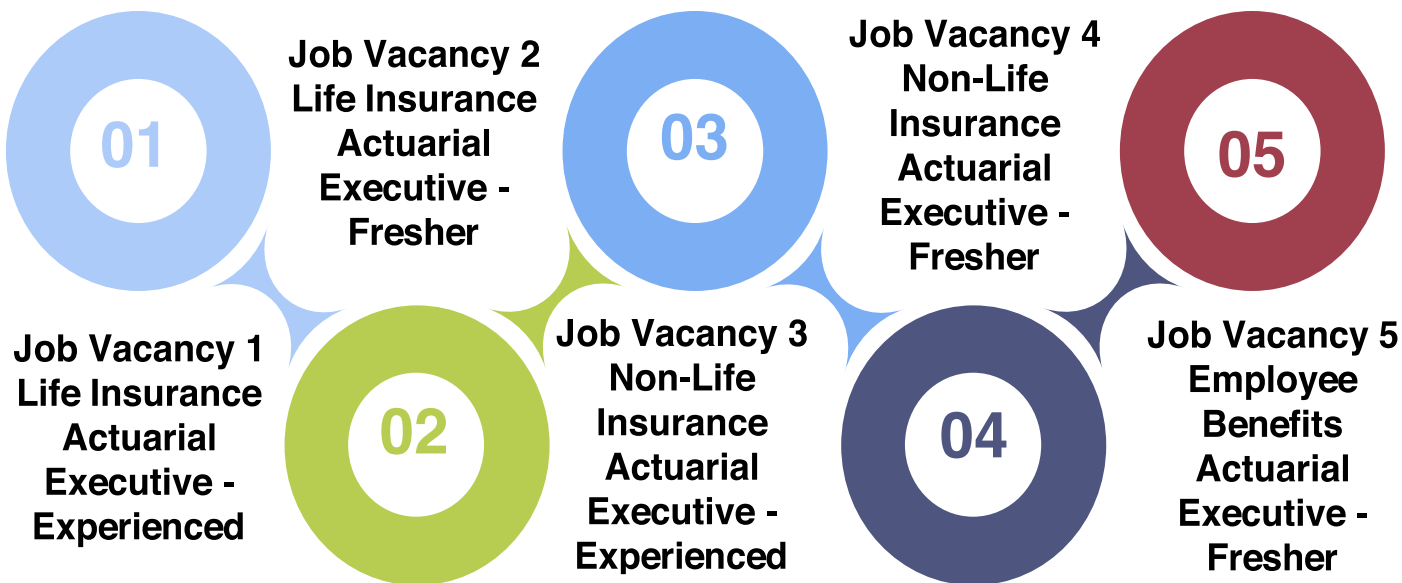 01
Job Vacancy 1
Life Insurance
Actuarial
Executive -
Experienced
Job Vacancy 2
Life Insurance
Actuarial
Executive -
Fresher
02
03
Job Vacancy 3
Non-Life
Insurance
Actuarial
Executive -
Experienced
Job Vacancy 4
Non-Life
Insurance
Actuarial
Executive -
Fresher
04
05
Job Vacancy 5
Employee
Benefits
Actuarial
Executive -
Fresher